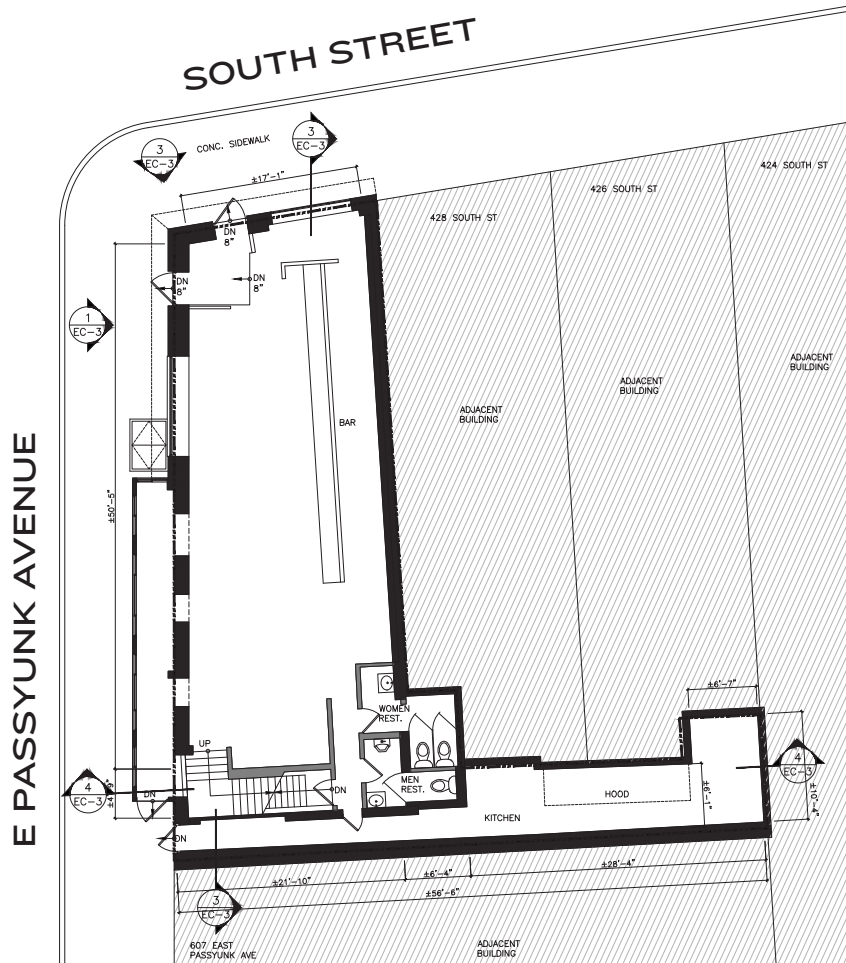 SOUTH STREET
E PASSYUNK AVENUE
3
EC-3
CONC. SIDEWALK
3
EC-3
±17'-1"
424 SOUTH ST
426 SOUTH ST
428 SOUTH ST
DN
8"
DN
8"
DN
8"
1
EC-3
ADJACENT
BUILDING
ADJACENT
BUILDING
ADJACENT
BUILDING
BAR
±50'-5"
±6'-7"
WOMEN
REST.
UP
4
EC-3
±4'-9"
DN
DN
MEN
REST.
HOOD
±6'-1"
4
EC-3
±10'-4"
KITCHEN
DN
±21'-10"
±6'-4"
±28'-4"
±56'-6"
3
EC-3
607 EAST
PASSYUNK AVE
ADJACENT
BUILDING